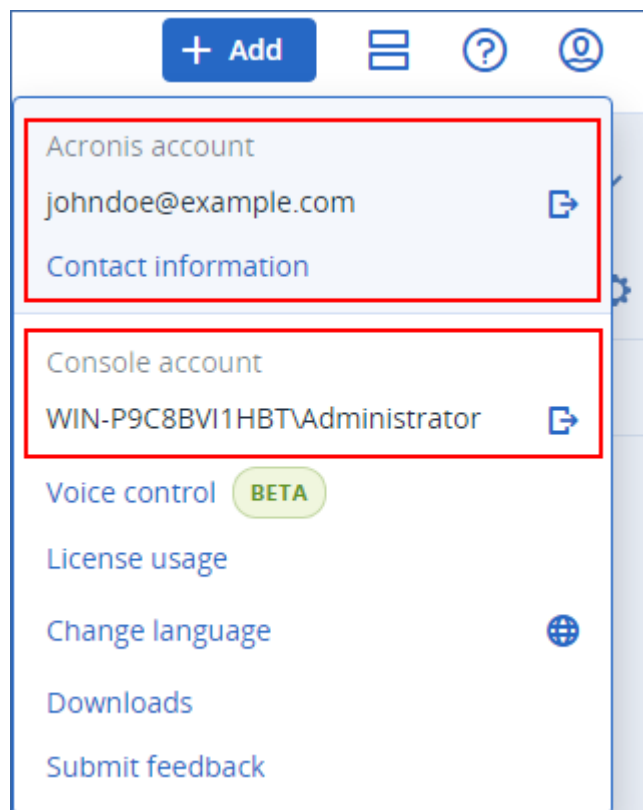 + Add
Acronis account
johndoe@example.com
Contact information
Console account
WIN-P9C8BVI1HBT\Administrator
Voice control BETA
License usage
Change language
Downloads
Submit feedback